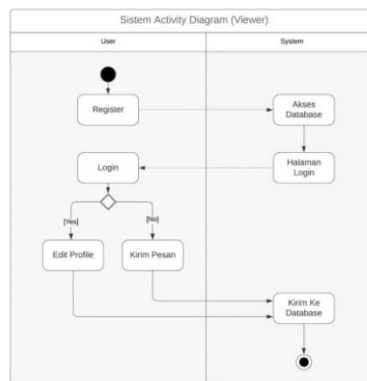 Sistem Activity Diagram (Viewer)
User
System
Register
Akses
Database
Login
Halaman
Login
[Yes]
[No]
Edit Profile
Kirim Pesan
Kirim Ke
Database